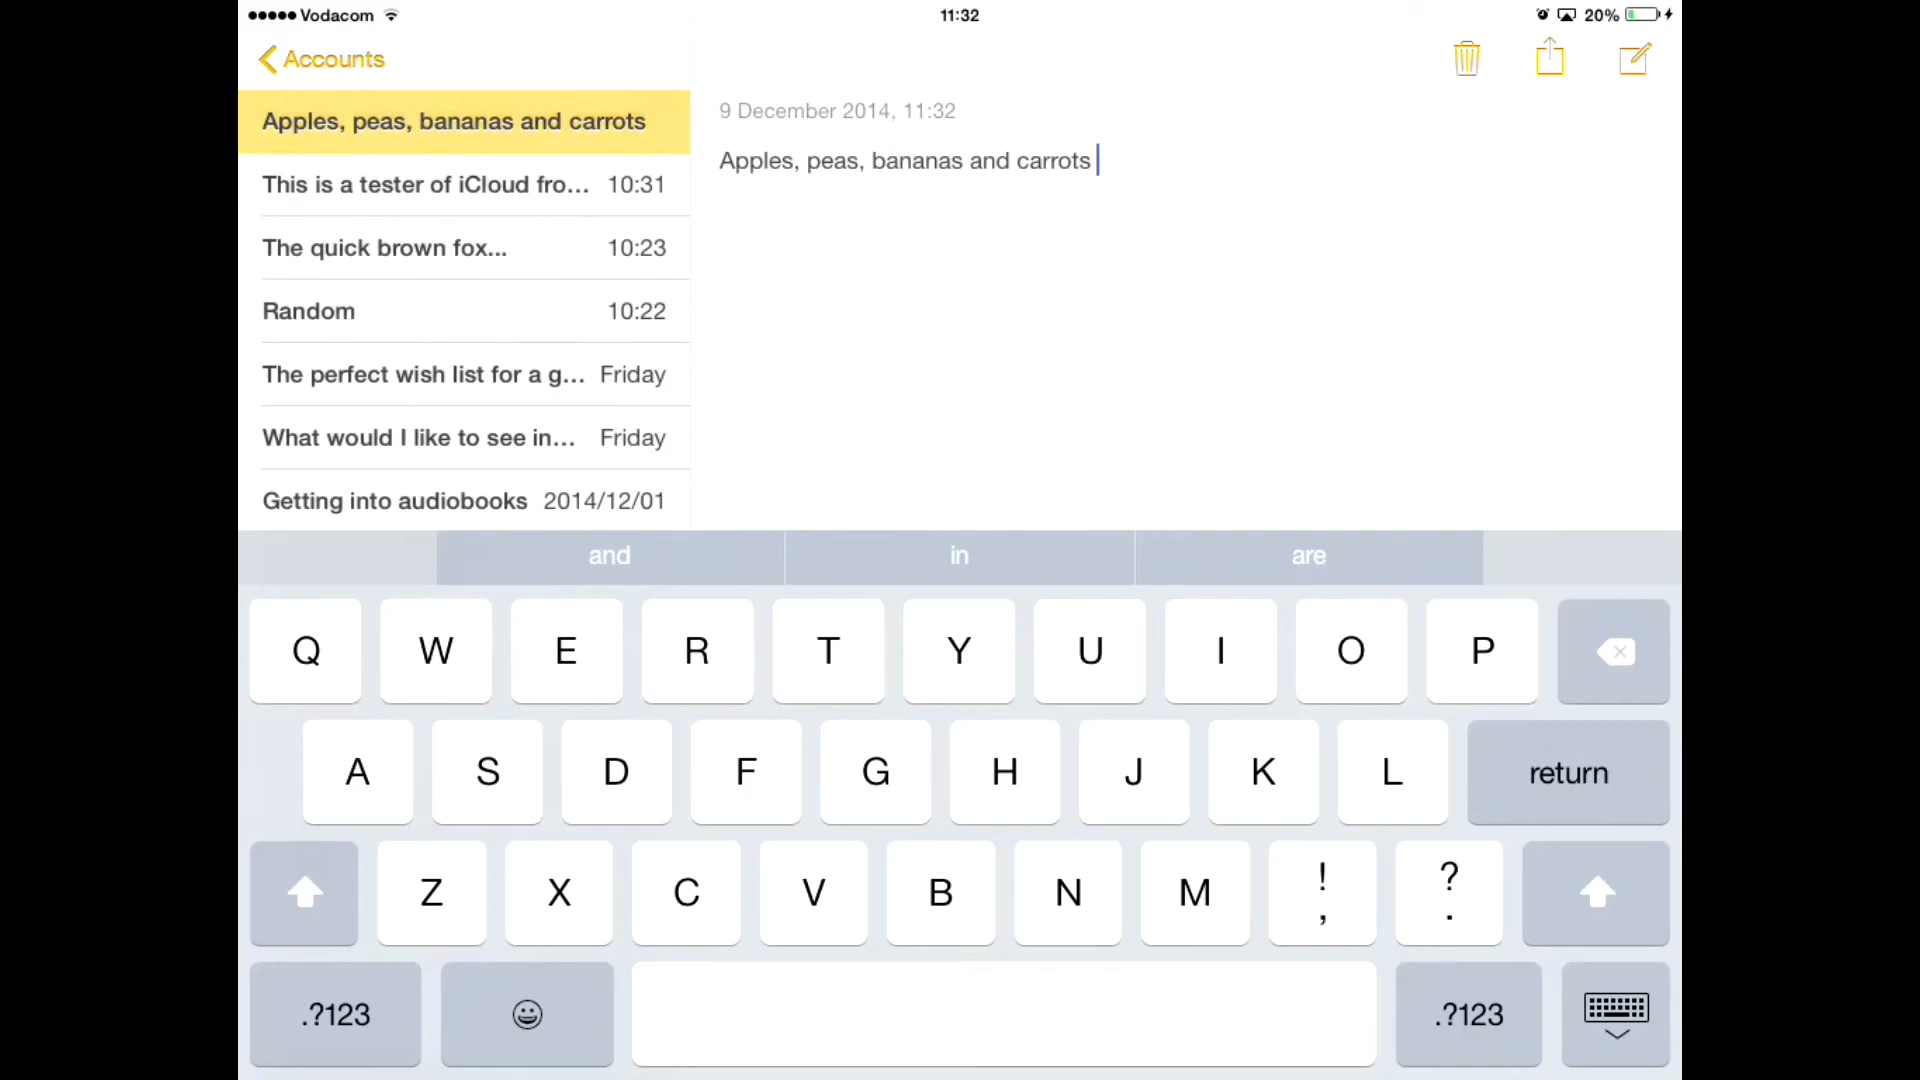 Vodacom 11:32 20%
Accounts
Apples, peas, bananas and carrots
This is a tester of iCloud fro... 10:31
The quick brown fox... 10:23
Random 10:22
The perfect wish list for a g... Friday
What would I like to see in... Friday
Getting into audiobooks 2014/12/01
9 December 2014, 11:32
Apples, peas, bananas and carrots
and in are
Q W E R T Y U I O P
A S D F G H J K L return
Z X C V B N M ! , ? .
.?123 .?123